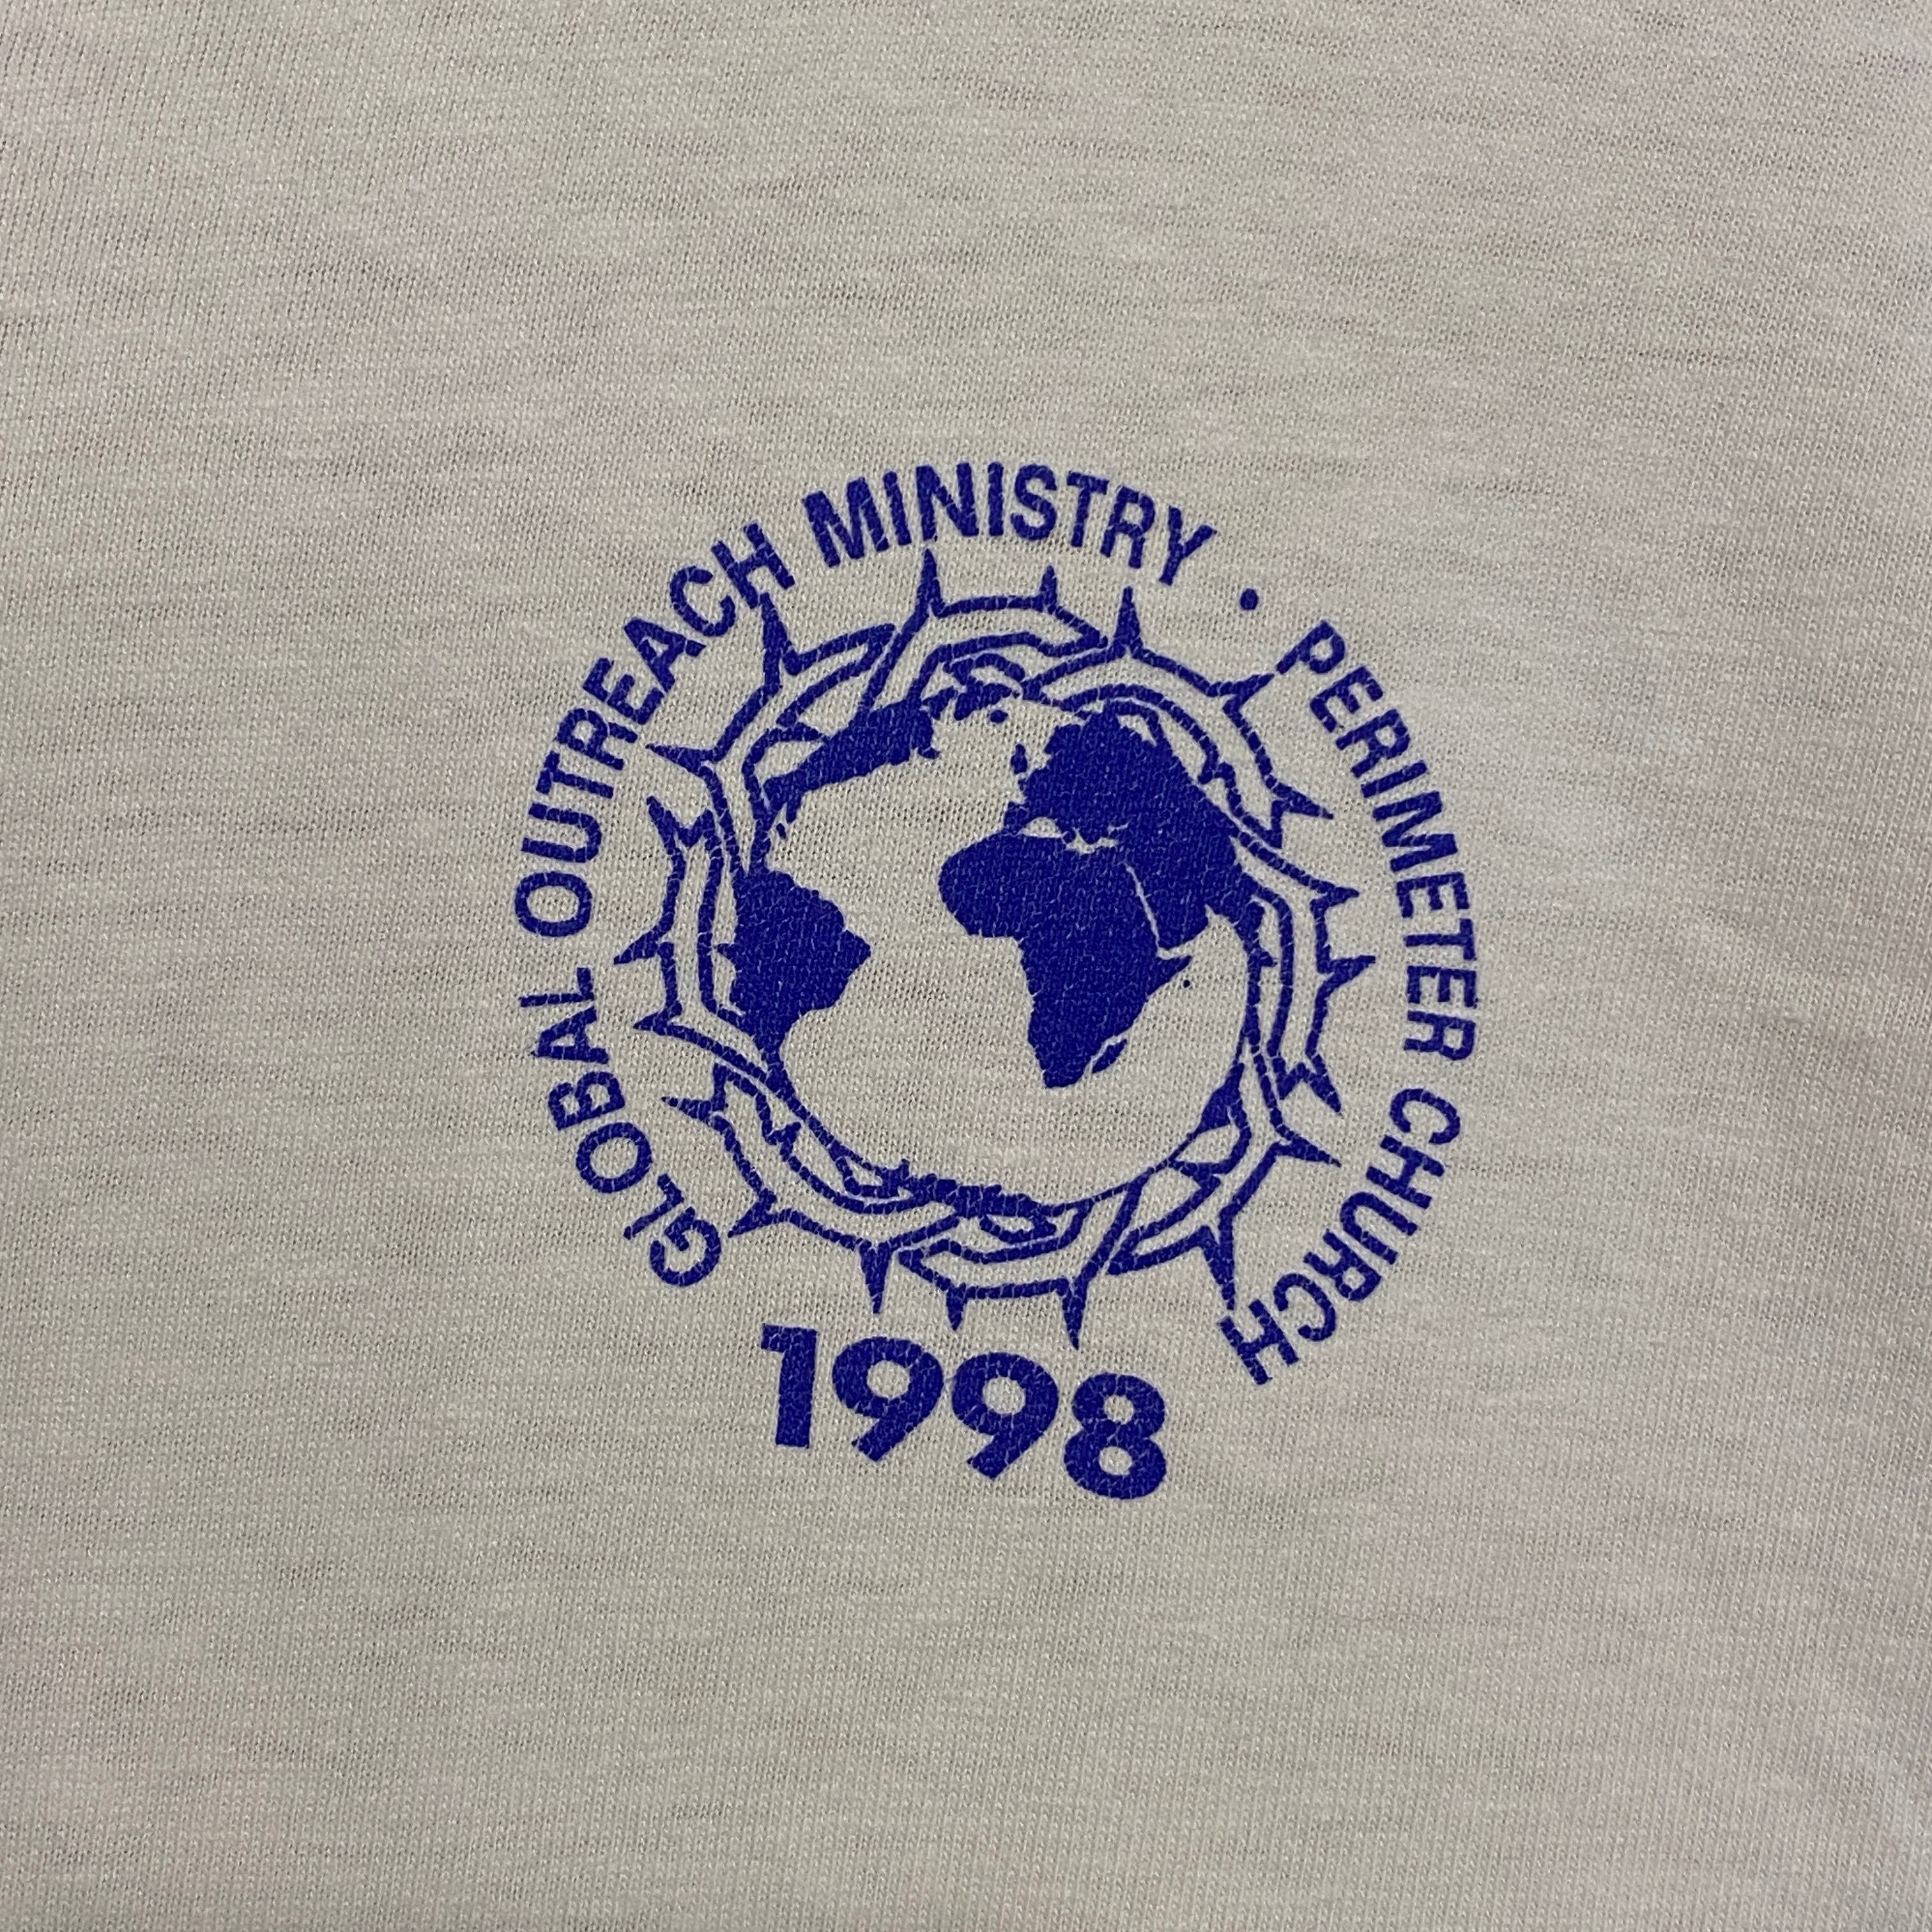 GLOBAL OUTREACH MINISTRY • PERIMETER CHURCH
1998